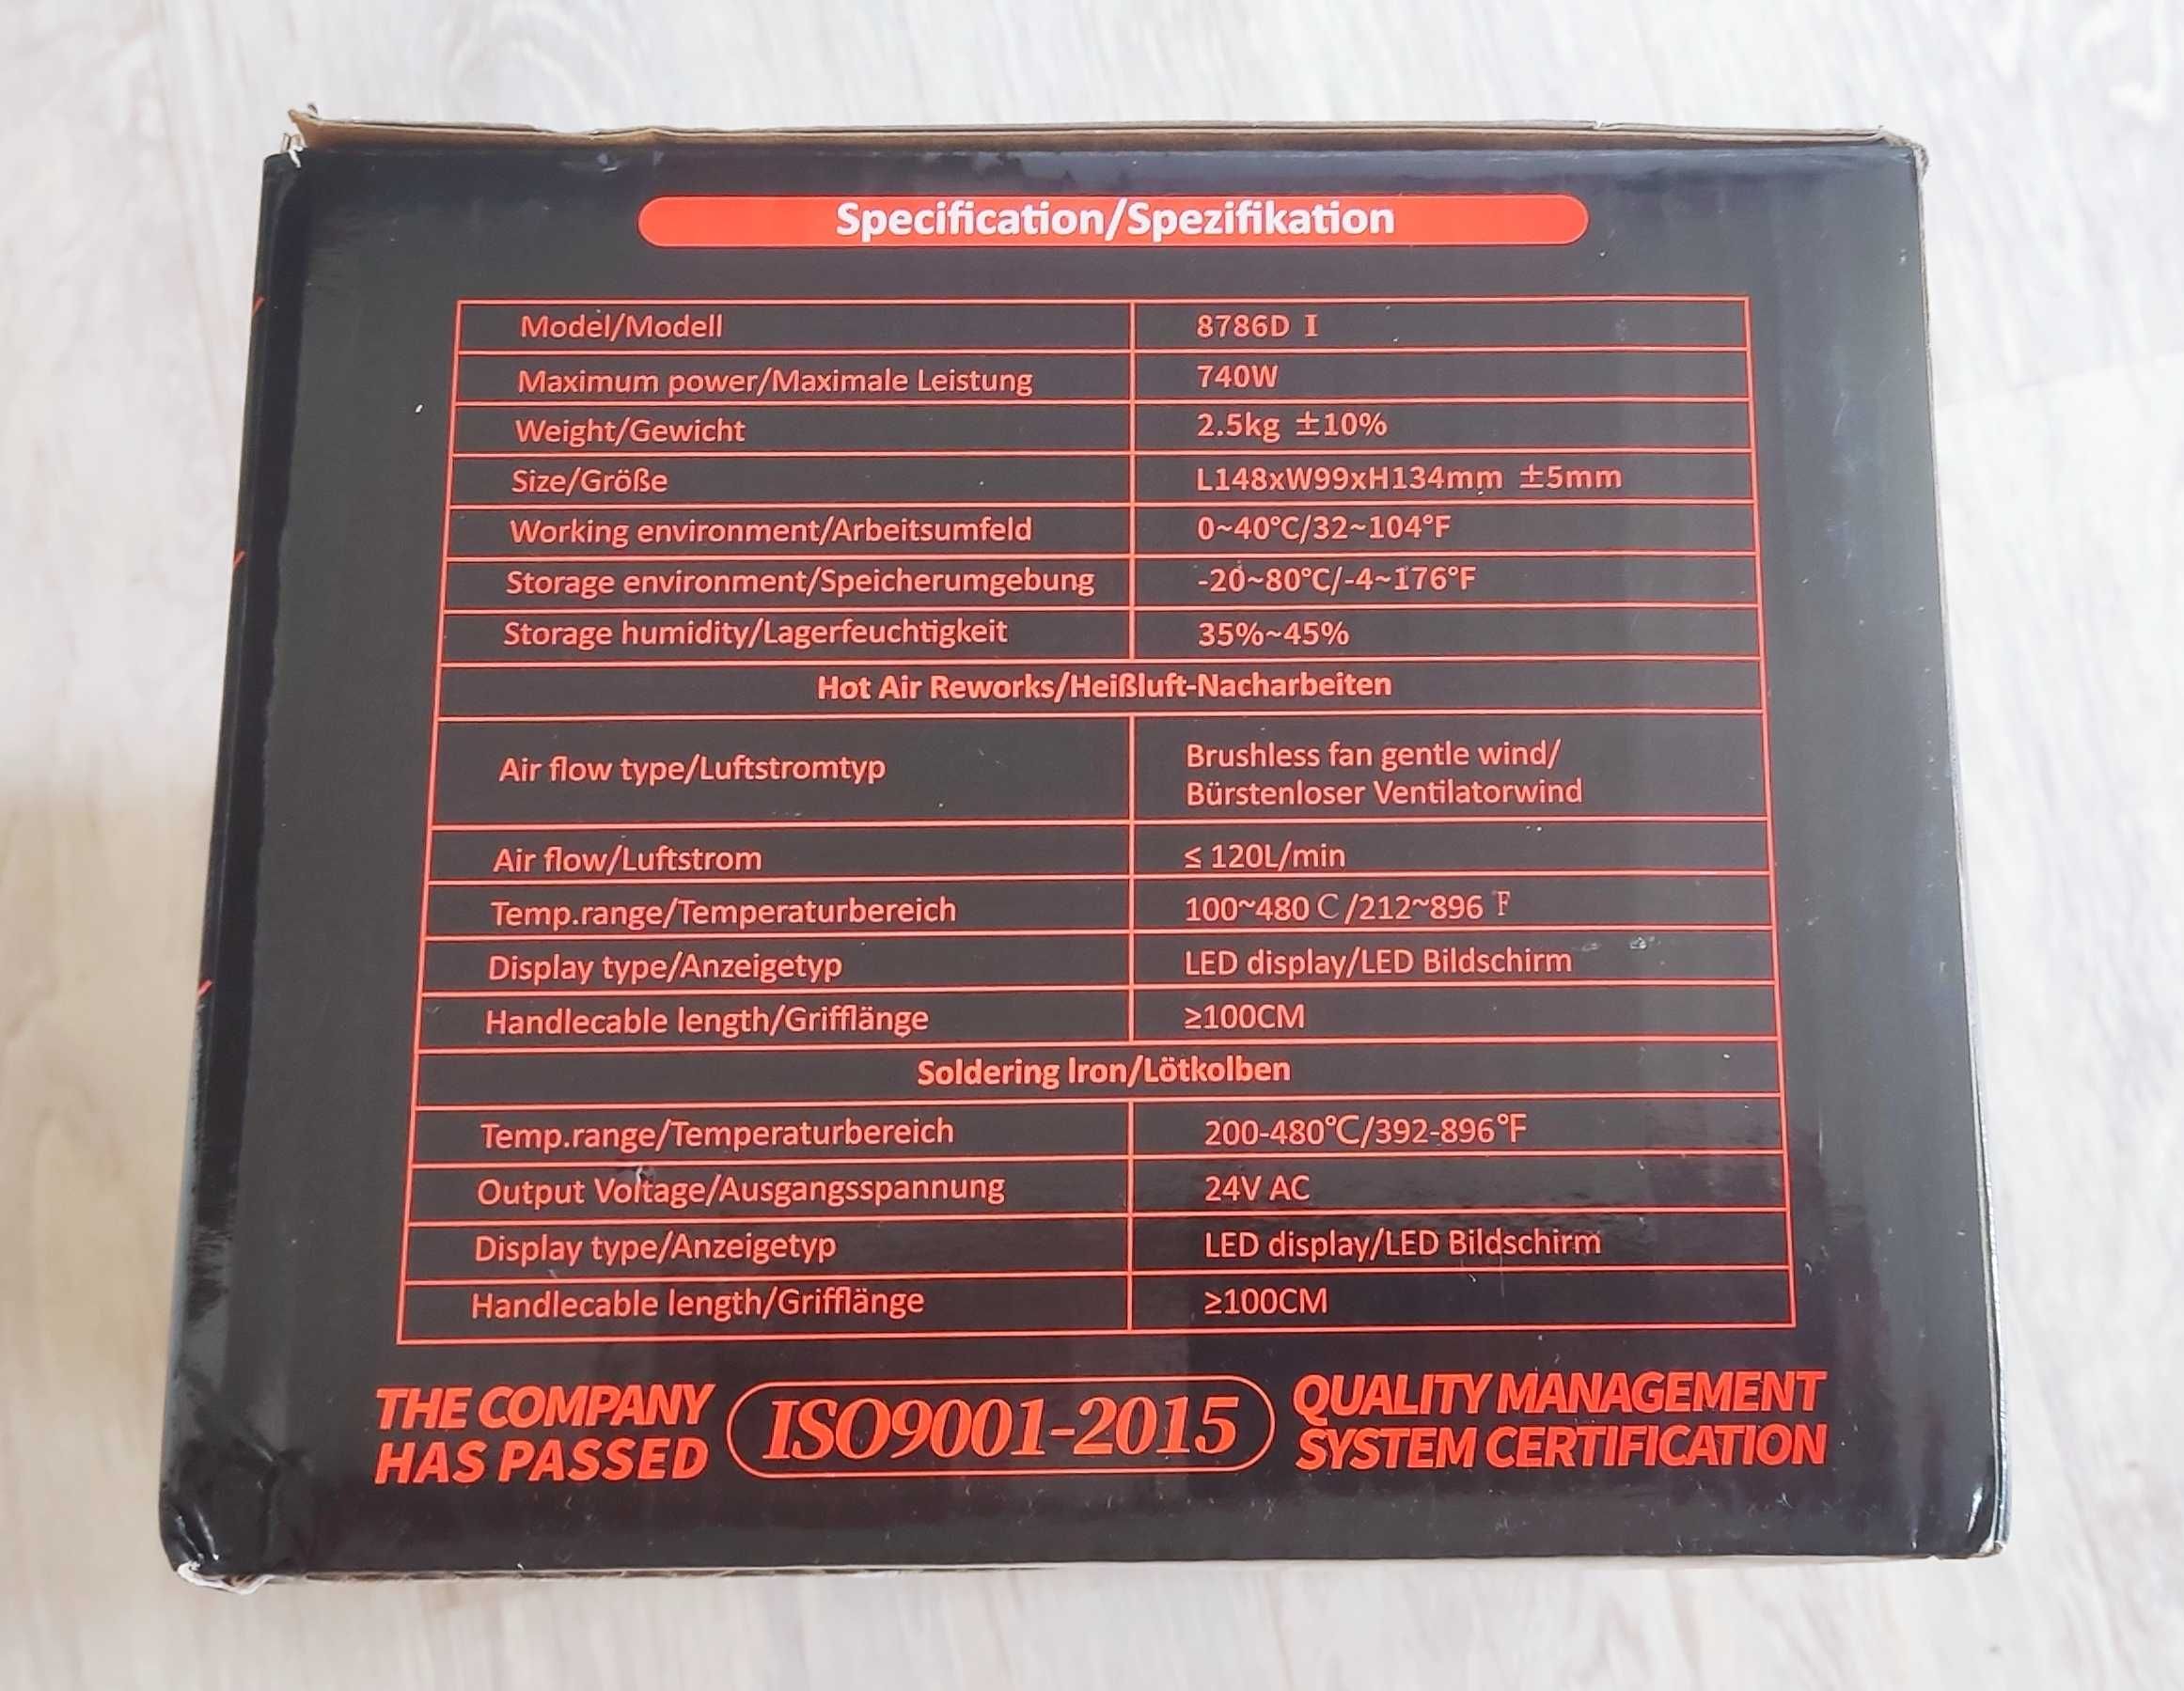 Specification/Spezifikation
Model/Modell 8786D I
Maximum power/Maximale Leistung 740W
Weight/Gewicht 2.5kg ±10%
Size/Größe L148xW99xH134mm ±5mm
Working environment/Arbeitsumfeld 0~40°C/32~104°F
Storage environment/Speicherumgebung -20~80°C/-4~176°F
Storage humidity/Lagerfeuchtigkeit 35%~45%
Hot Air Reworks/Heißluft-Nacharbeiten
Air flow type/Luftstromtyp Brushless fan gentle wind/
Bürstenloser Ventilatorwind
Air flow/Luftstrom ≤ 120L/min
Temp.range/Temperaturbereich 100~480 C /212~896 F
Display type/Anzeigetyp LED display/LED Bildschirm
Handlecable length/Grifflänge ≥100CM
Soldering Iron/Lötkolben
Temp.range/Temperaturbereich 200-480℃/392-896℉
Output Voltage/Ausgangsspannung 24V AC
Display type/Anzeigetyp LED display/LED Bildschirm
Handlecable length/Grifflänge ≥100CM
THE COMPANY
HAS PASSED
ISO9001-2015
QUALITY MANAGEMENT
SYSTEM CERTIFICATION